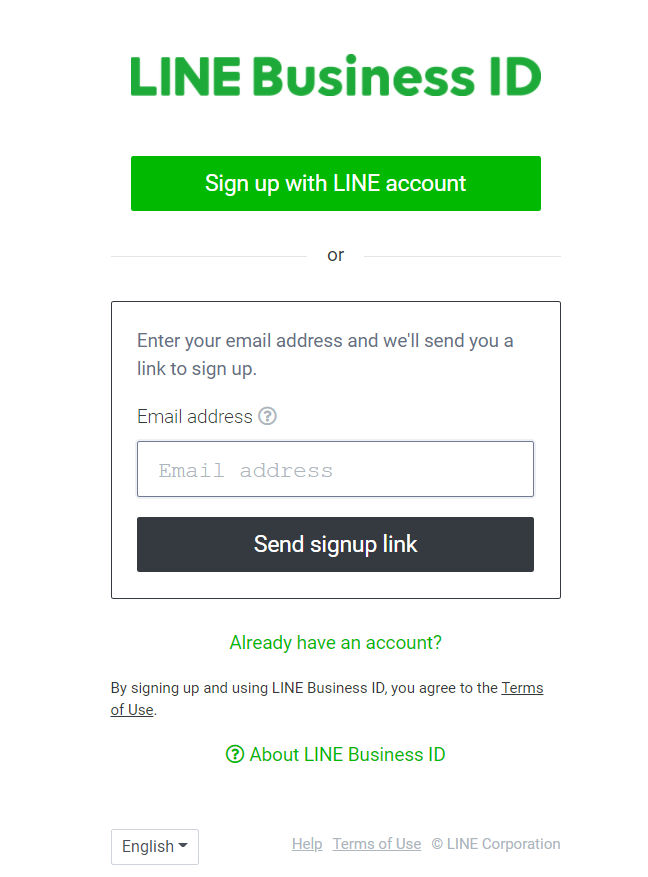 LINE Business ID
Sign up with LINE account
or
Enter your email address and we'll send you a
link to sign up.
Email address
Email address
Send signup link
Already have an account?
By signing up and using LINE Business ID, you agree to the Terms
of Use.
About LINE Business ID
English
Help Terms of Use © LINE Corporation